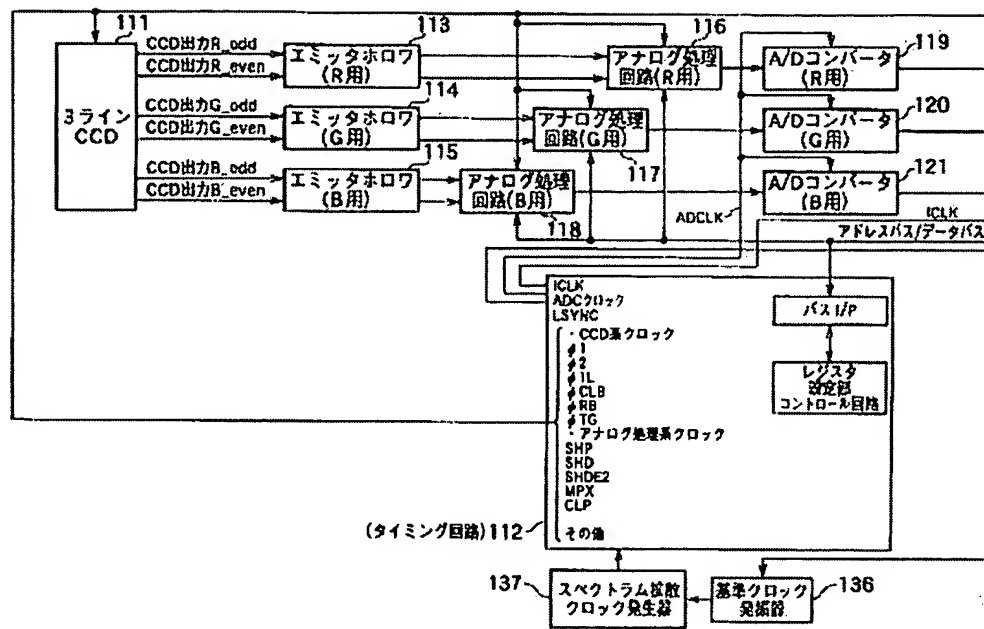 111
3ライン
CCD
CCD出力R_odd
CCD出力R_even
CCD出力G_odd
CCD出力G_even
CCD出力B_odd
CCD出力B_even
113
エミッタホロワ
(R用)
114
エミッタホロワ
(G用)
115
エミッタホロワ
(B用)
116
アナログ処理
回路(R用)
アナログ処理
回路(G用)
117
アナログ処理
回路(B用)
118
119
A/Dコンバータ
(R用)
120
A/Dコンバータ
(G用)
121
A/Dコンバータ
(B用)
ADCLK
ICLK
アドレスバス/データバス
ICLK
ADCクロック
LSYNC
・CCD系クロック
φ1
φ2
φ1L
φCLB
φRB
φTG
・アナログ処理系クロック
SHP
SHD
SHDE2
MPX
CLP
その他
バス I/P
レジスタ
設定部
コントロール回路
(タイミング回路)112
137
スペクトラム拡散
クロック発生器
基準クロック
発振器
136